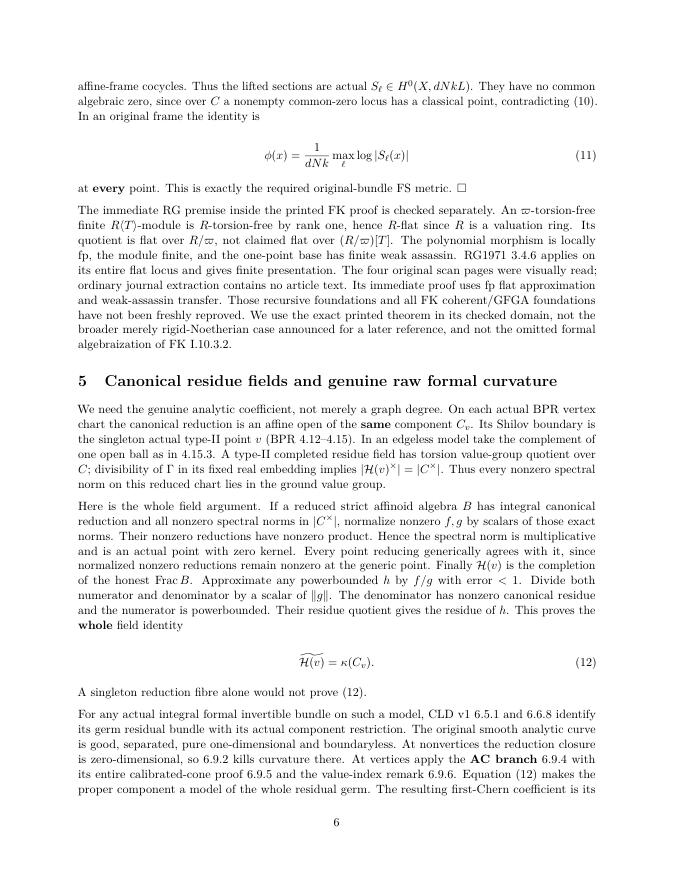 affine-frame cocycles. Thus the lifted sections are actual S_ℓ ∈ H⁰(X, dNkL). They have no common
algebraic zero, since over C a nonempty common-zero locus has a classical point, contradicting (10).
In an original frame the identity is
ϕ(x) = 1/dNk max_ℓ log |S_ℓ(x)| (11)
at every point. This is exactly the required original-bundle FS metric. □
The immediate RG premise inside the printed FK proof is checked separately. An ϖ-torsion-free
finite R⟨T⟩-module is R-torsion-free by rank one, hence R-flat since R is a valuation ring. Its
quotient is flat over R/ϖ, not claimed flat over (R/ϖ)[T]. The polynomial morphism is locally
fp, the module finite, and the one-point base has finite weak assassin. RG1971 3.4.6 applies on
its entire flat locus and gives finite presentation. The four original scan pages were visually read;
ordinary journal extraction contains no article text. Its immediate proof uses fp flat approximation
and weak-assassin transfer. Those recursive foundations and all FK coherent/GFGA foundations
have not been freshly reproved. We use the exact printed theorem in its checked domain, not the
broader merely rigid-Noetherian case announced for a later reference, and not the omitted formal
algebraization of FK I.10.3.2.
5 Canonical residue fields and genuine raw formal curvature
We need the genuine analytic coefficient, not merely a graph degree. On each actual BPR vertex
chart the canonical reduction is an affine open of the same component C_v. Its Shilov boundary is
the singleton actual type-II point v (BPR 4.12–4.15). In an edgeless model take the complement of
one open ball as in 4.15.3. A type-II completed residue field has torsion value-group quotient over
C; divisibility of Γ in its fixed real embedding implies |ℋ(v)^×| = |C^×|. Thus every nonzero spectral
norm on this reduced chart lies in the ground value group.
Here is the whole field argument. If a reduced strict affinoid algebra B has integral canonical
reduction and all nonzero spectral norms in |C^×|, normalize nonzero f, g by scalars of those exact
norms. Their nonzero reductions have nonzero product. Hence the spectral norm is multiplicative
and is an actual point with zero kernel. Every point reducing generically agrees with it, since
normalized nonzero reductions remain nonzero at the generic point. Finally ℋ(v) is the completion
of the honest Frac B. Approximate any powerbounded h by f/g with error < 1. Divide both
numerator and denominator by a scalar of ‖g‖. The denominator has nonzero canonical residue
and the numerator is powerbounded. Their residue quotient gives the residue of h. This proves the
whole field identity
\widetilde{ℋ(v)} = κ(C_v). (12)
A singleton reduction fibre alone would not prove (12).
For any actual integral formal invertible bundle on such a model, CLD v1 6.5.1 and 6.6.8 identify
its germ residual bundle with its actual component restriction. The original smooth analytic curve
is good, separated, pure one-dimensional and boundaryless. At nonvertices the reduction closure
is zero-dimensional, so 6.9.2 kills curvature there. At vertices apply the AC branch 6.9.4 with
its entire calibrated-cone proof 6.9.5 and the value-index remark 6.9.6. Equation (12) makes the
proper component a model of the whole residual germ. The resulting first-Chern coefficient is its
6